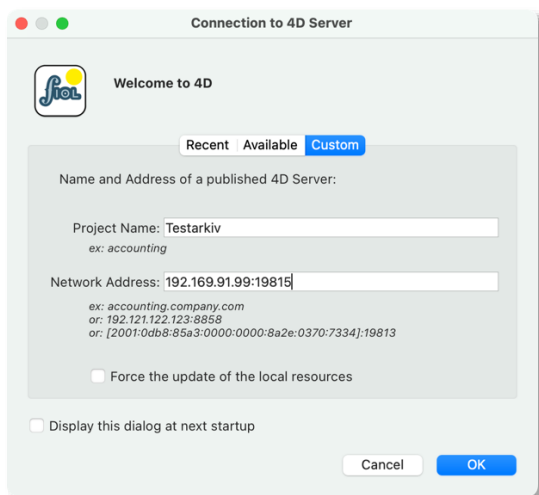 Connection to 4D Server
fiOL
Welcome to 4D
Recent Available Custom
Name and Address of a published 4D Server:
Project Name: Testarkiv
ex: accounting
Network Address: 192.169.91.99:19815
ex: accounting.company.com
or: 192.121.122.123:8858
or: [2001:0db8:85a3:0000:0000:8a2e:0370:7334]:19813
Force the update of the local resources
Display this dialog at next startup
Cancel OK